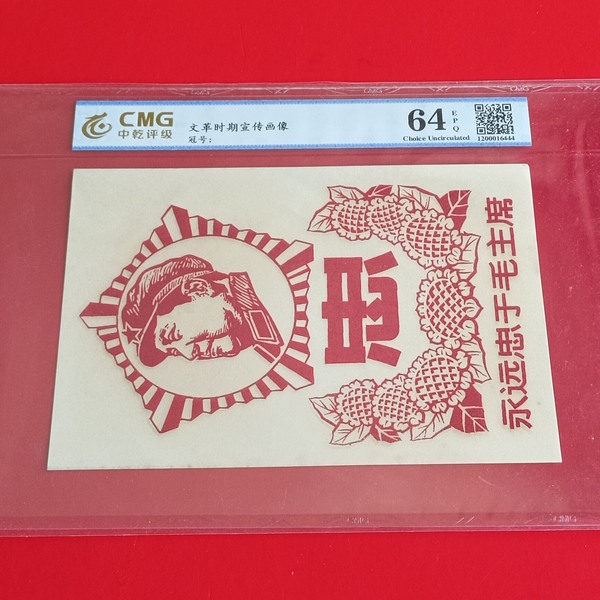 CMG
中乾评级
文革时期宣传画像
冠号:
64 EPQ
Choice Uncirculated
1200016444
忠
永远忠于毛主席